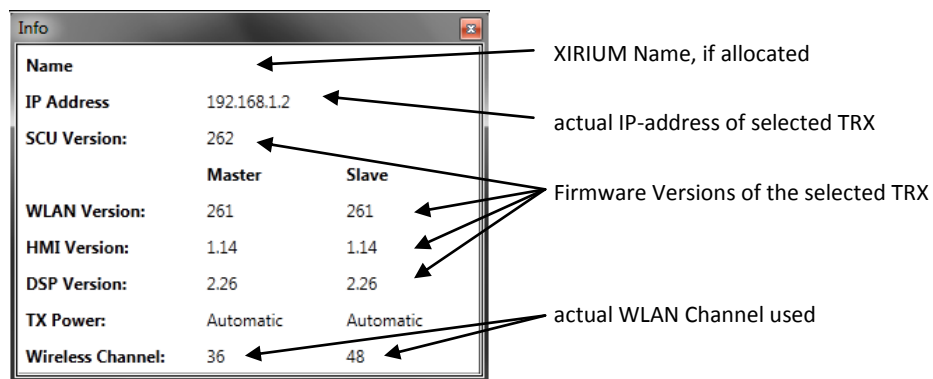 Info
Name
XIRIUM Name, if allocated
IP Address 192.168.1.2
actual IP-address of selected TRX
SCU Version: 262
Master Slave
Firmware Versions of the selected TRX
WLAN Version: 261 261
HMI Version: 1.14 1.14
DSP Version: 2.26 2.26
TX Power: Automatic Automatic
actual WLAN Channel used
Wireless Channel: 36 48